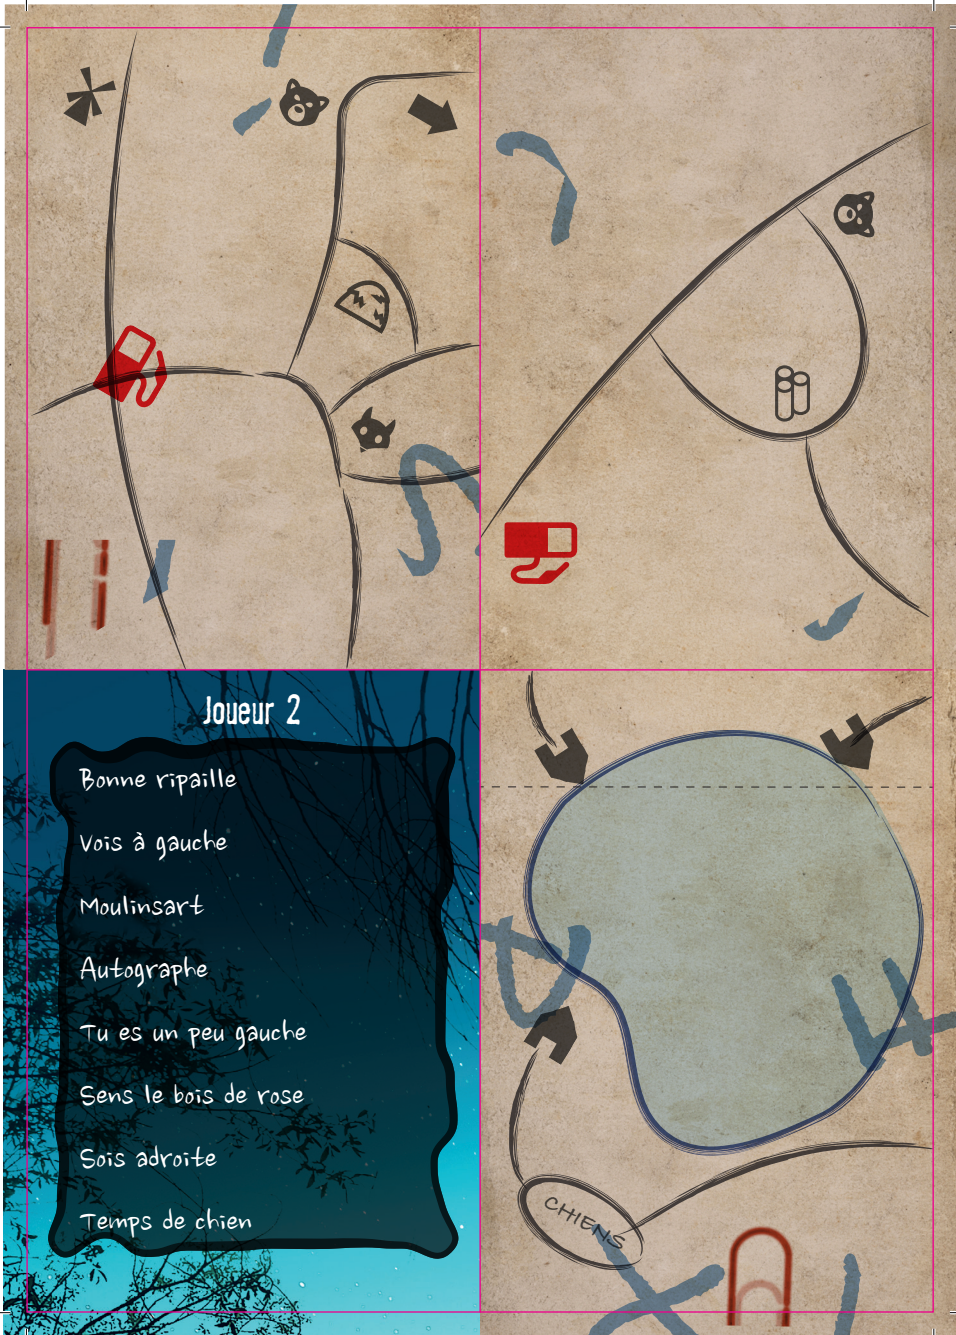 Joueur 2
Bonne ripaille
Vois à gauche
Moulinsart
Autographe
Tu es un peu gauche
Sens le bois de rose
Sois adroite
Temps de chien
4
CHIENS